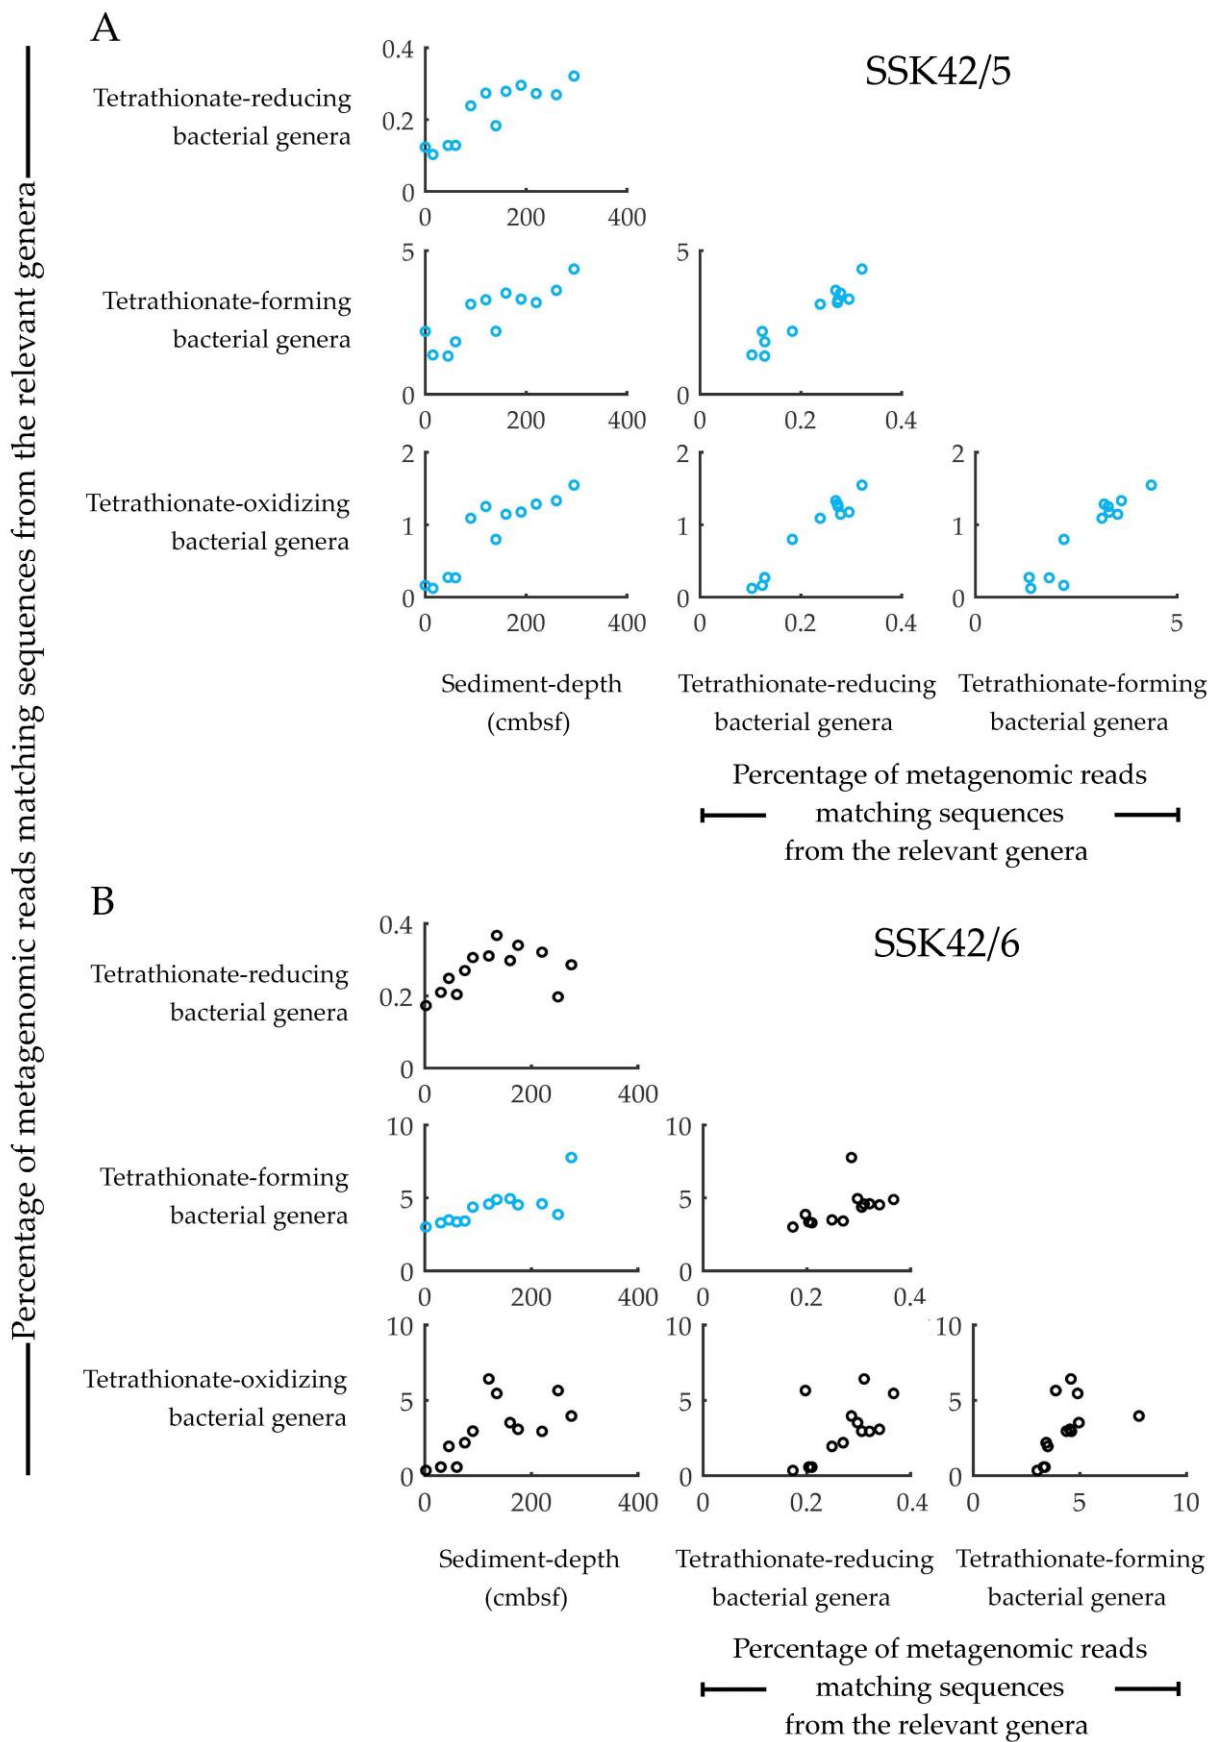 A
SSK42/5
Percentage of metagenomic reads matching sequences from the relevant genera
Tetrathionate-reducing
bacterial genera
0.4
0.2
0
0 200 400
Tetrathionate-forming
bacterial genera
5
0
0 200 400
5
0
0 0.2 0.4
Tetrathionate-oxidizing
bacterial genera
2
1
0
0 200 400
2
1
0
0 0.2 0.4
2
1
0
0 5
Sediment-depth
(cmbsf)
Tetrathionate-reducing
bacterial genera
Tetrathionate-forming
bacterial genera
Percentage of metagenomic reads
matching sequences
from the relevant genera
B
SSK42/6
Tetrathionate-reducing
bacterial genera
0.4
0.2
0
0 200 400
Tetrathionate-forming
bacterial genera
10
5
0
0 200 400
10
5
0
0 0.2 0.4
Tetrathionate-oxidizing
bacterial genera
10
5
0
0 200 400
10
5
0
0 0.2 0.4
10
5
0
0 5 10
Sediment-depth
(cmbsf)
Tetrathionate-reducing
bacterial genera
Tetrathionate-forming
bacterial genera
Percentage of metagenomic reads
matching sequences
from the relevant genera